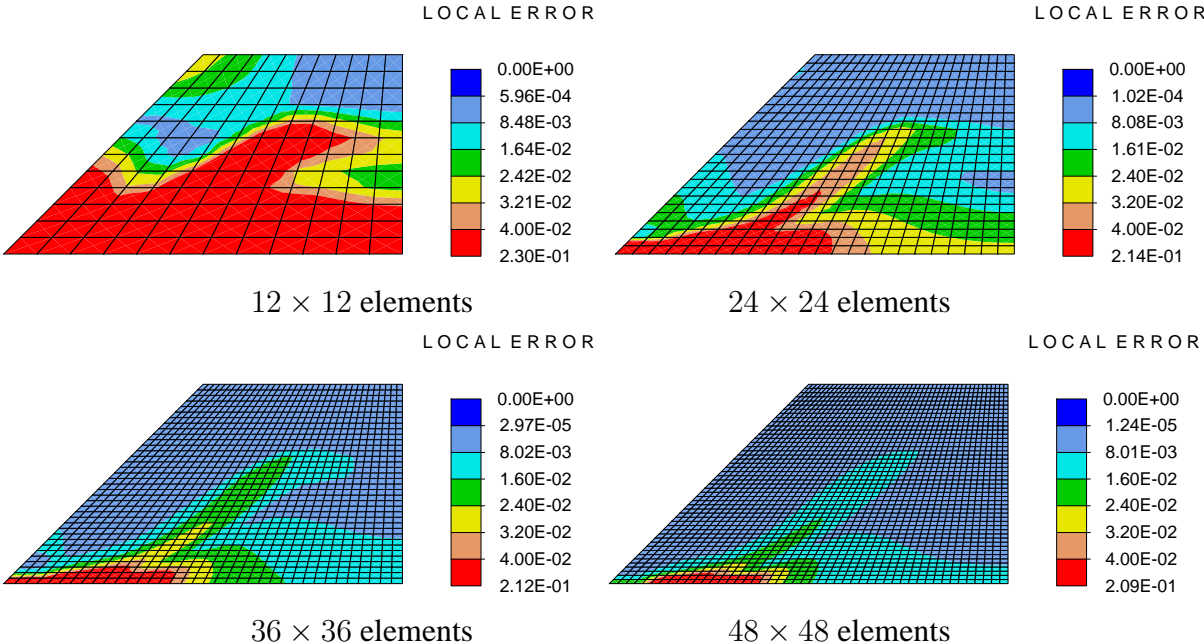 LOCAL ERROR
0.00E+00
5.96E-04
8.48E-03
1.64E-02
2.42E-02
3.21E-02
4.00E-02
2.30E-01
12 × 12 elements
LOCAL ERROR
0.00E+00
1.02E-04
8.08E-03
1.61E-02
2.40E-02
3.20E-02
4.00E-02
2.14E-01
24 × 24 elements
LOCAL ERROR
0.00E+00
2.97E-05
8.02E-03
1.60E-02
2.40E-02
3.20E-02
4.00E-02
2.12E-01
36 × 36 elements
LOCAL ERROR
0.00E+00
1.24E-05
8.01E-03
1.60E-02
2.40E-02
3.20E-02
4.00E-02
2.09E-01
48 × 48 elements